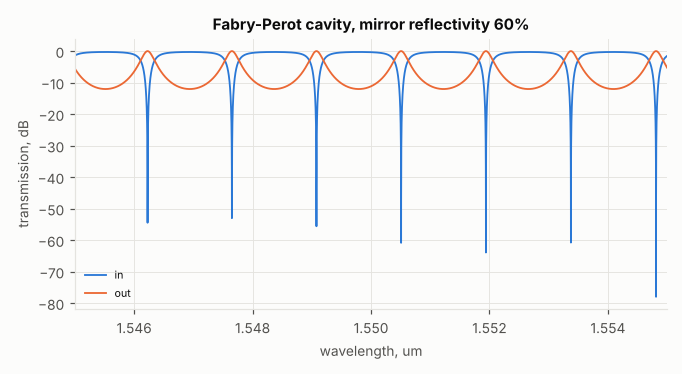 Fabry-Perot cavity, mirror reflectivity 60%
0
−10
−20
−30
−40
−50
−60
−70
−80
transmission, dB
in
out
1.546
1.548
1.550
1.552
1.554
wavelength, um